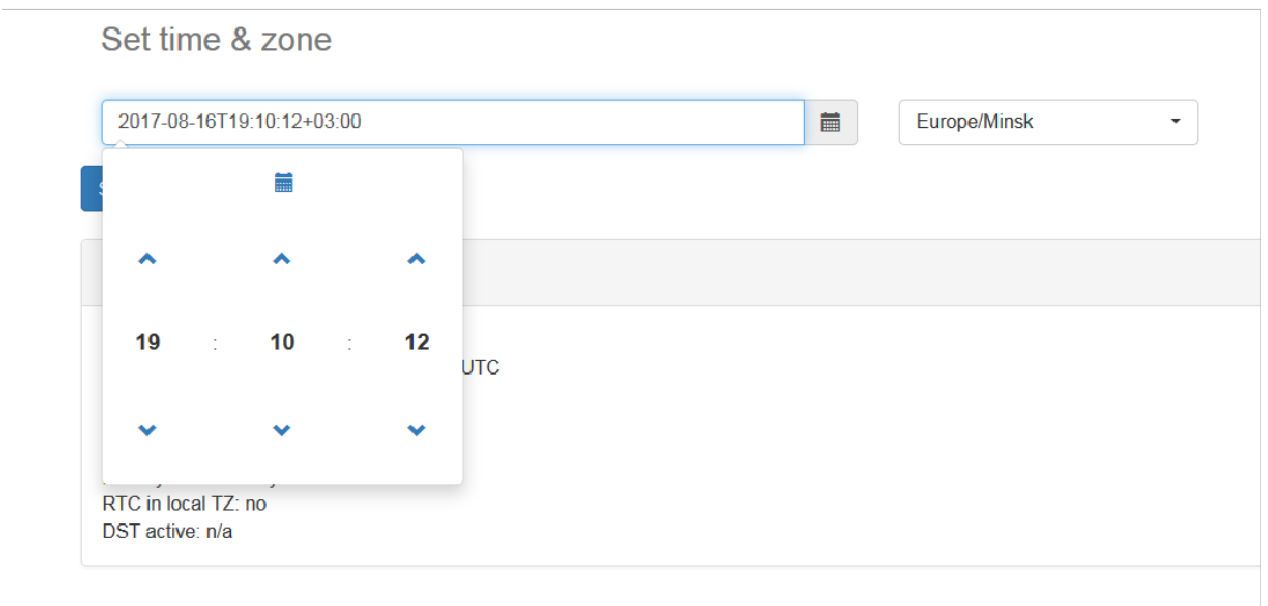 Set time & zone
2017-08-16T19:10:12+03:00
Europe/Minsk
19 : 10 : 12
UTC
RTC in local TZ: no
DST active: n/a